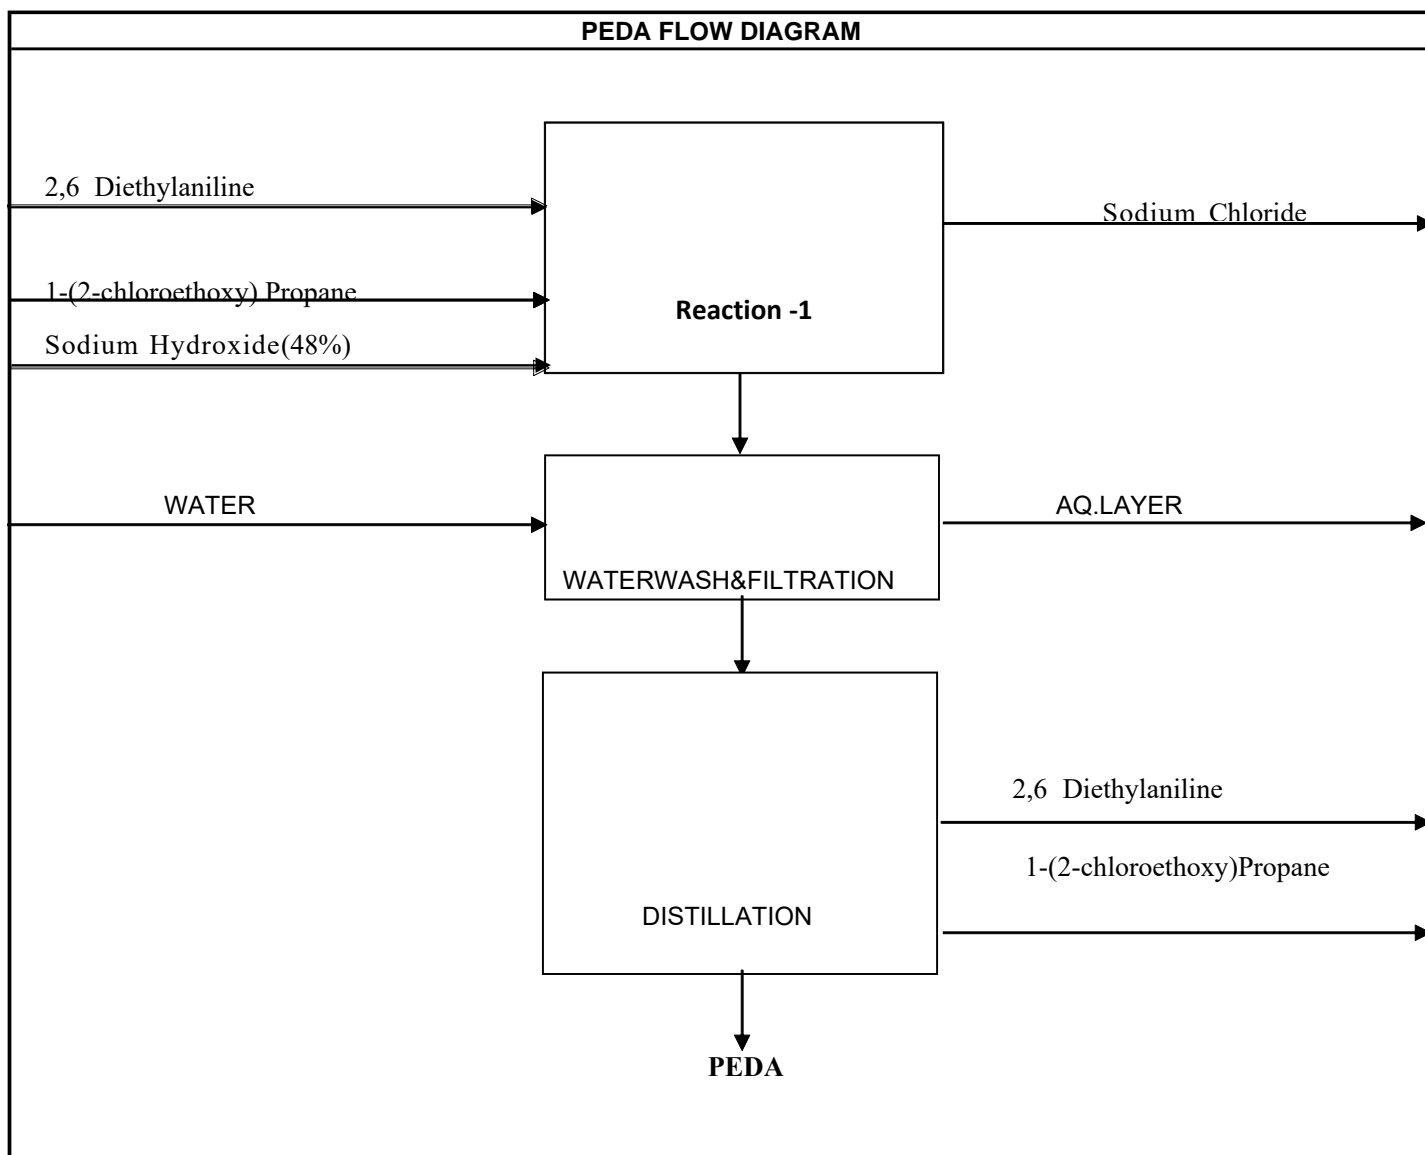 PEDA FLOW DIAGRAM
2,6 Diethylaniline
Sodium Chloride
1-(2-chloroethoxy) Propane
Reaction -1
Sodium Hydroxide(48%)
WATER
AQ.LAYER
WATERWASH&FILTRATION
2,6 Diethylaniline
1-(2-chloroethoxy)Propane
DISTILLATION
PEDA